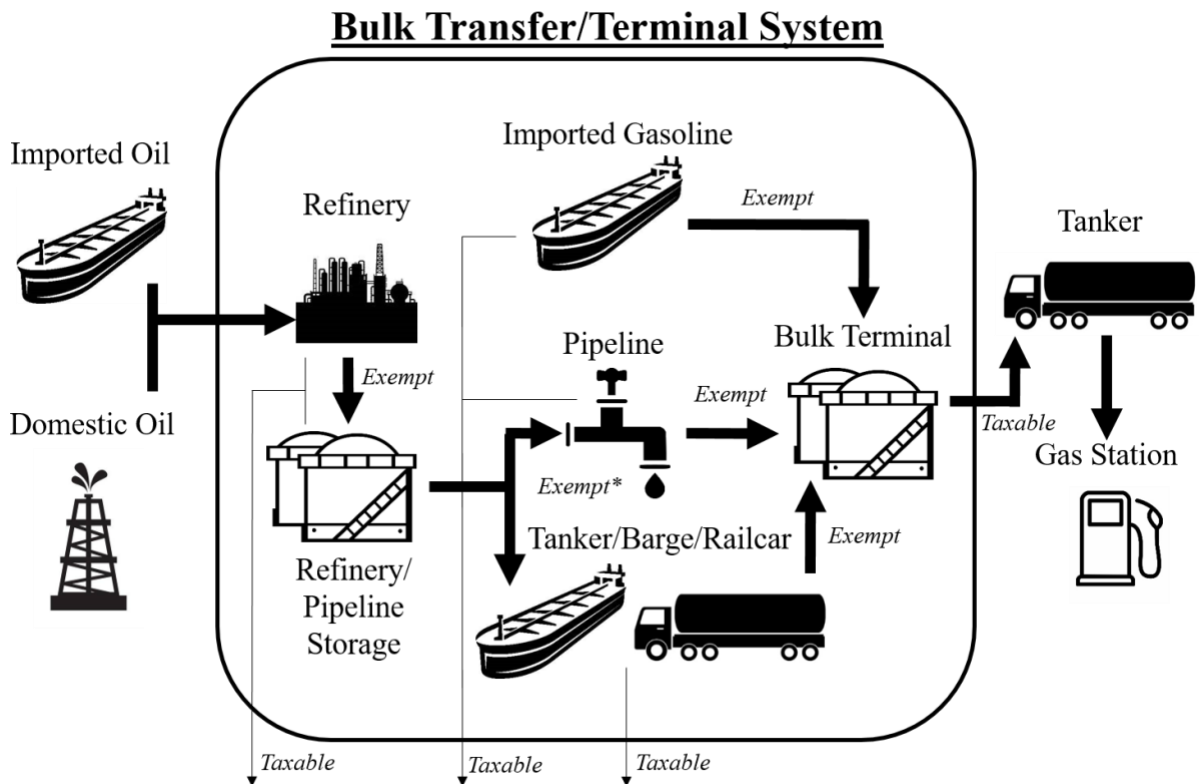 Bulk Transfer/Terminal System
Imported Oil
Imported Gasoline
Refinery
Exempt
Tanker
Pipeline
Bulk Terminal
Exempt
Exempt
Domestic Oil
Taxable
Gas Station
Exempt*
Tanker/Barge/Railcar
Exempt
Refinery/
Pipeline
Storage
Taxable
Taxable
Taxable